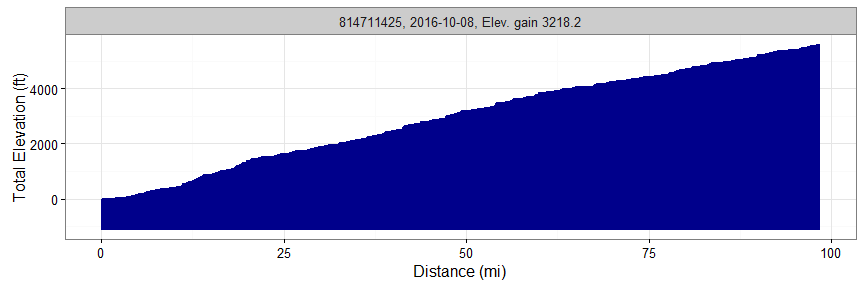 814711425, 2016-10-08, Elev. gain 3218.2
Total Elevation (ft)
4000
2000
0
0 25 50 75 100
Distance (mi)